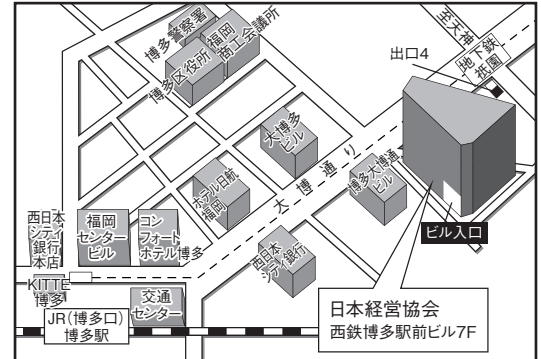 博多警察署
博多区役所
福岡
商工会議所
至天神
地下鉄
祇園
出口4
大博多
ビル
大博通り
ホテル日航
福岡
博多大博通
ビル
西日本
シティ
銀行
本店
福岡
センター
ビル
コン
フォート
ホテル博多
西日本
シティ銀行
ビル入口
KITTE
博多
交通
センター
JR(博多口)
博多駅
日本経営協会
西鉄博多駅前ビル7F